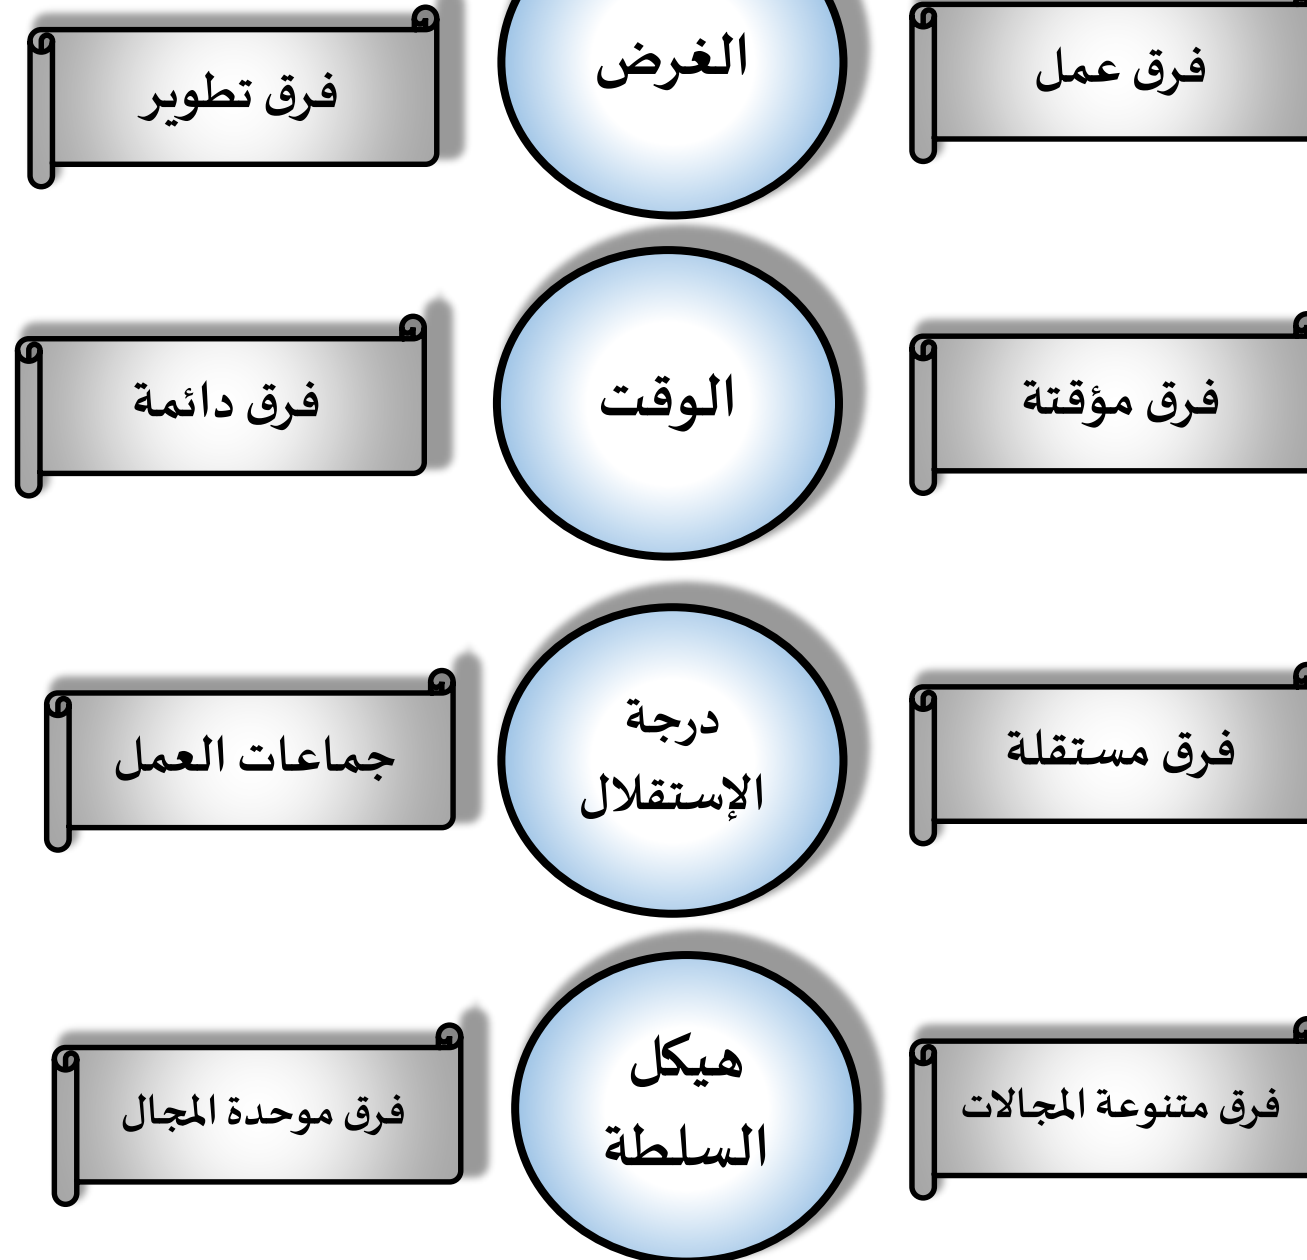 فرق عمل
الغرض
فرق تطوير
فرق مؤقتة
الوقت
فرق دائمة
فرق مستقلة
درجة
الإستقلال
جماعات العمل
فرق متنوعة المجالات
هيكل
السلطة
فرق موحدة المجال